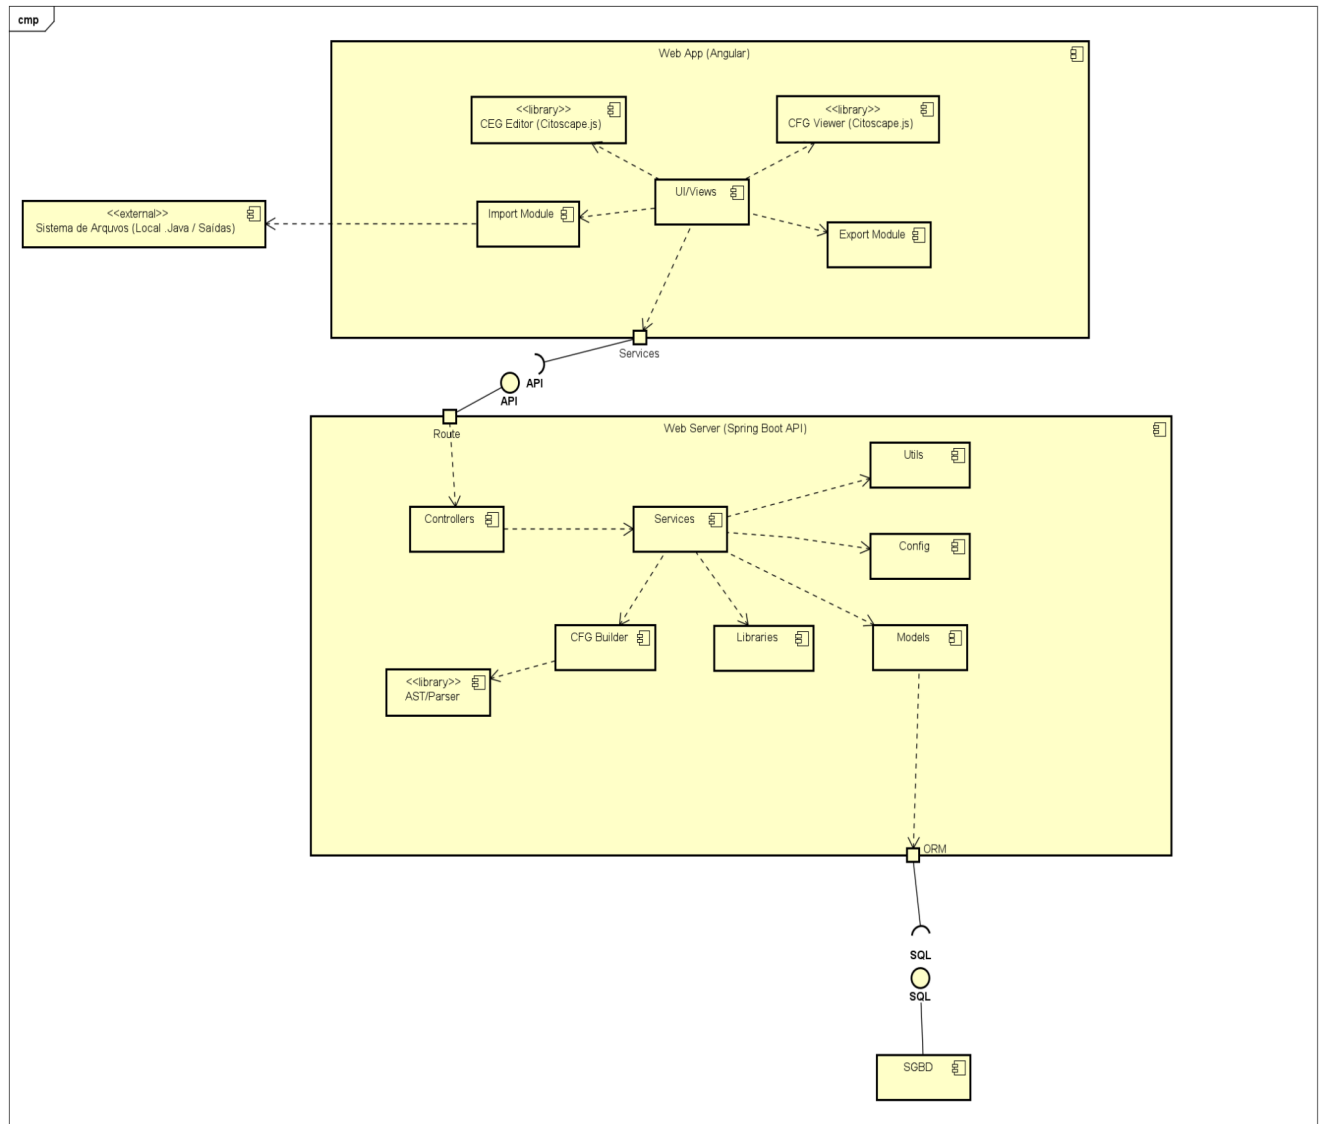 cmp
Web App (Angular)
<<library>>
CEG Editor (Citoscape.js)
<<library>>
CFG Viewer (Citoscape.js)
UI/Views
<<external>>
Sistema de Arquvos (Local .Java / Saídas)
Import Module
Export Module
Services
API
API
Route
Web Server (Spring Boot API)
Utils
Controllers
Services
Config
CFG Builder
Libraries
Models
<<library>>
AST/Parser
ORM
SQL
SQL
SGBD